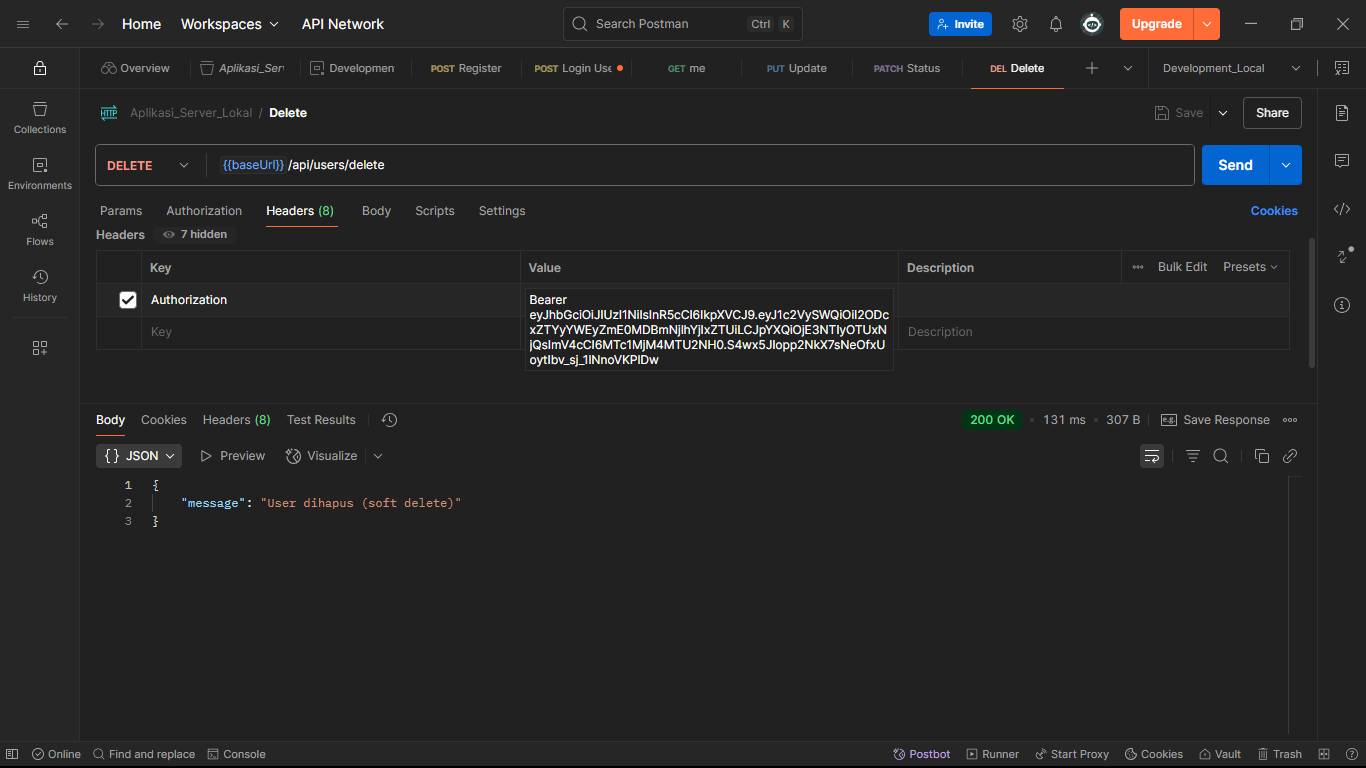 Home Workspaces API Network Search Postman Ctrl K Invite Upgrade
Overview Aplikasi_Ser Developmen POST Register POST Login Use GET me PUT Update PATCH Status DEL Delete Development_Local
HTTP Aplikasi_Server_Lokal / Delete Save Share
DELETE {{baseUrl}} /api/users/delete Send
Params Authorization Headers (8) Body Scripts Settings Cookies
Headers 7 hidden
Key Value Description Bulk Edit Presets
Authorization Bearer
eyJhbGciOiJIUzI1NiIsInR5cCI6IkpXVCJ9.eyJ1c2VySWQiOiI2ODc
xZTYyYWEyZmE0MDBmNjlhYjIxZTUiLCJpYXQiOjE3NTIyOTUxN
jQsImV4cCI6MTc1MjM4MTU2NH0.S4wx5JIopp2NkX7sNeOfxU
oytIbv_sj_1INnoVKPlDw
Key Description
Collections
Environments
Flows
History
Body Cookies Headers (8) Test Results 200 OK 131 ms 307 B e.g. Save Response
{} JSON Preview Visualize
1 {
2 "message": "User dihapus (soft delete)"
3 }
Online Find and replace Console Postbot Runner Start Proxy Cookies Vault Trash